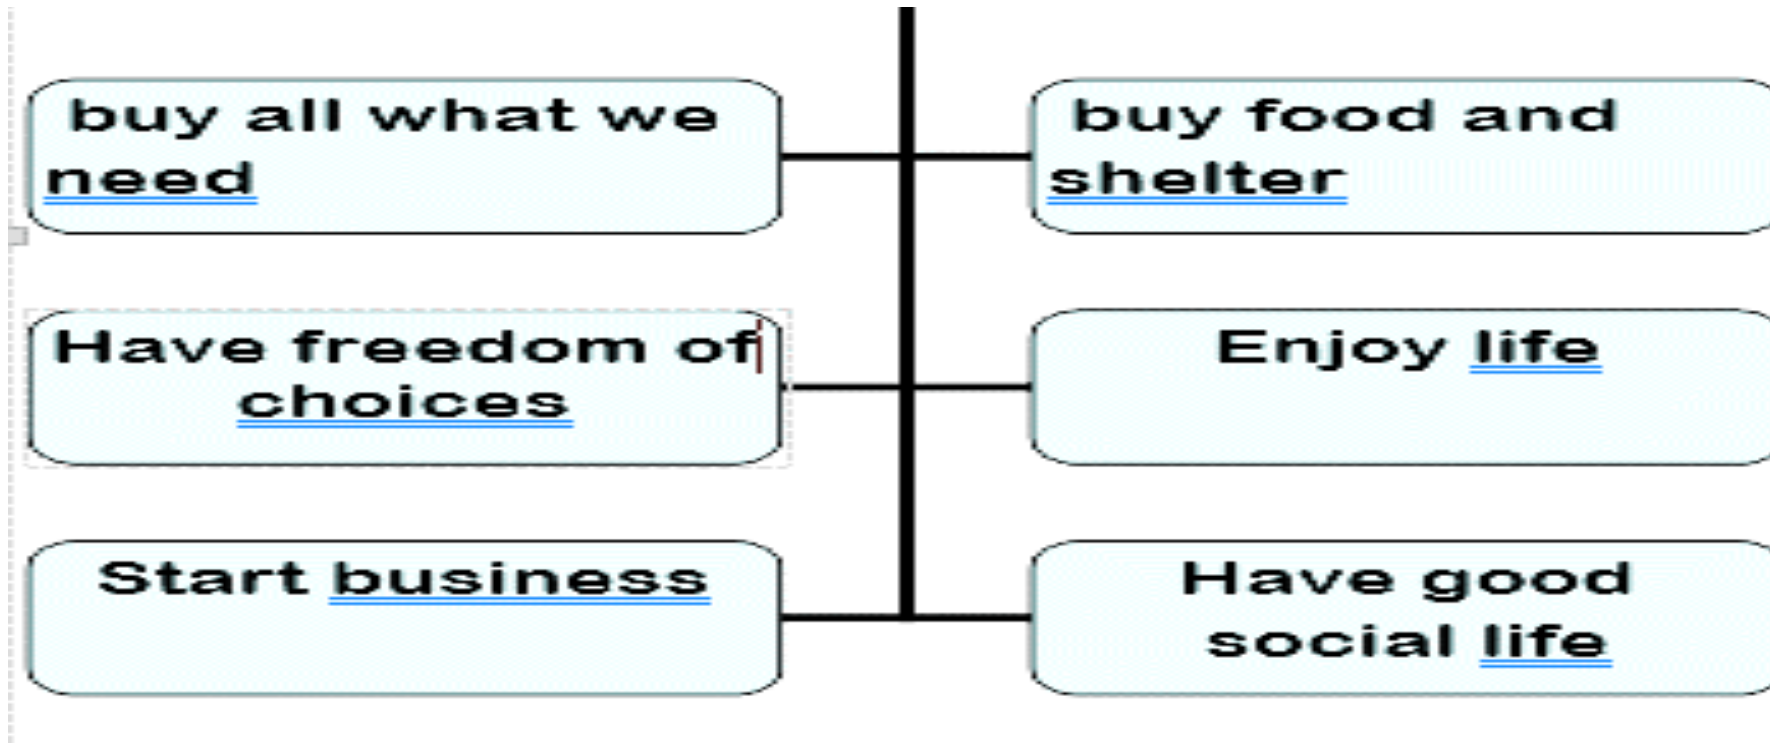 buy all what we
need
buy food and
shelter
Have freedom of
choices
Enjoy life
Start business
Have good
social life